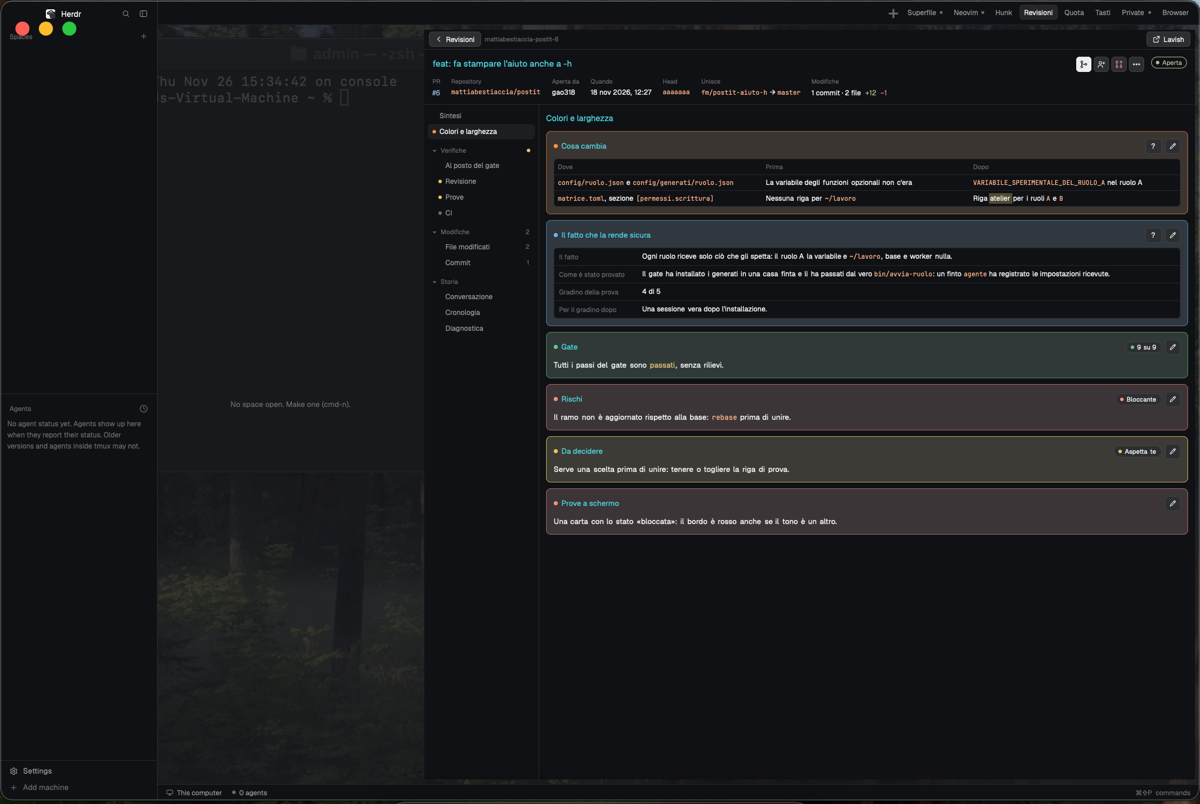 Herdr
Spaces
Superfile
Neovim
Hunk
Revisioni
Quota
Tasti
Private
Browser
admin — -zsh
Thu Nov 26 15:34:42 on console
s-Virtual-Machine ~ %
Revisioni
mattiabestiaccia-postit-6
Lavish
feat: fa stampare l'aiuto anche a -h
Aperta
PR
Repository
Aperta da
Quando
Head
Unisce
Modifiche
#6
mattiabestiaccia/postit
gao318
18 nov 2026, 12:27
aaaaaaa
fm/postit-aiuto-h → master
1 commit · 2 file +12 −1
Sintesi
Colori e larghezza
Verifiche
Al posto del gate
Revisione
Prove
CI
Modifiche 2
File modificati 2
Commit 1
Storia
Conversazione
Cronologia
Diagnostica
Colori e larghezza
Cosa cambia
?
Dove
Prima
Dopo
config/ruolo.json e config/generati/ruolo.json
La variabile degli funzioni opzionali non c'era
VARIABILE_SPERIMENTALE_DEL_RUOLO_A nel ruolo A
matrice.toml, sezione [permessi.scrittura]
Nessuna riga per ~/lavoro
Riga atelier per i ruoli A e B
Il fatto che la rende sicura
?
Il fatto
Ogni ruolo riceve solo ciò che gli spetta: il ruolo A la variabile e ~/lavoro, base e worker nulla.
Come è stato provato
Il gate ha installato i generati in una casa finta e li ha passati dal vero bin/avvia-ruolo: un finto agente ha registrato le impostazioni ricevute.
Gradino della prova
4 di 5
Per il gradino dopo
Una sessione vera dopo l'installazione.
Gate
9 su 9
Tutti i passi del gate sono passati, senza rilievi.
Rischi
Bloccante
Il ramo non è aggiornato rispetto alla base: rebase prima di unire.
Da decidere
Aspetta te
Serve una scelta prima di unire: tenere o togliere la riga di prova.
Prove a schermo
Una carta con lo stato «bloccata»: il bordo è rosso anche se il tono è un altro.
No space open. Make one (cmd-n).
Agents
No agent status yet. Agents show up here
when they report their status. Older
versions and agents inside tmux may not.
Settings
Add machine
This computer
0 agents
⌘⇧P commands